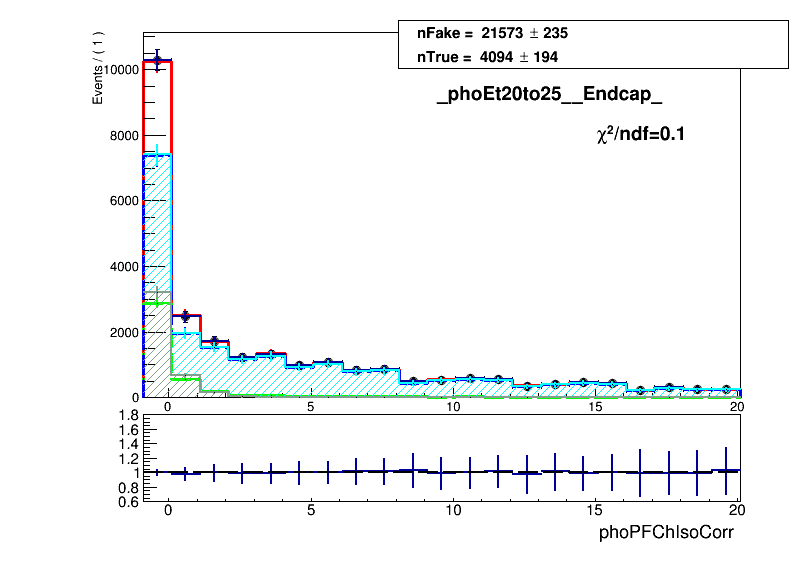 nFake = 21573 ± 235
nTrue = 4094 ± 194
_phoEt20to25__Endcap_
χ²/ndf=0.1
Events / ( 1 )
10000
8000
6000
4000
2000
0
0 5 10 15 20
1.8
1.6
1.4
1.2
1
0.8
0.6
0 5 10 15 20
phoPFChIsoCorr